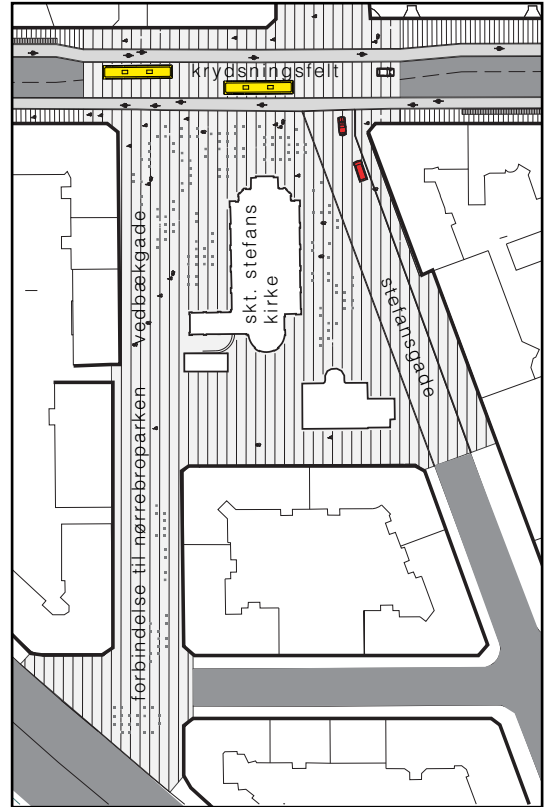 krydsningsfelt
vedbækgade
skt. stefans
kirke
stefansgade
forbindelse til nørrebroparken